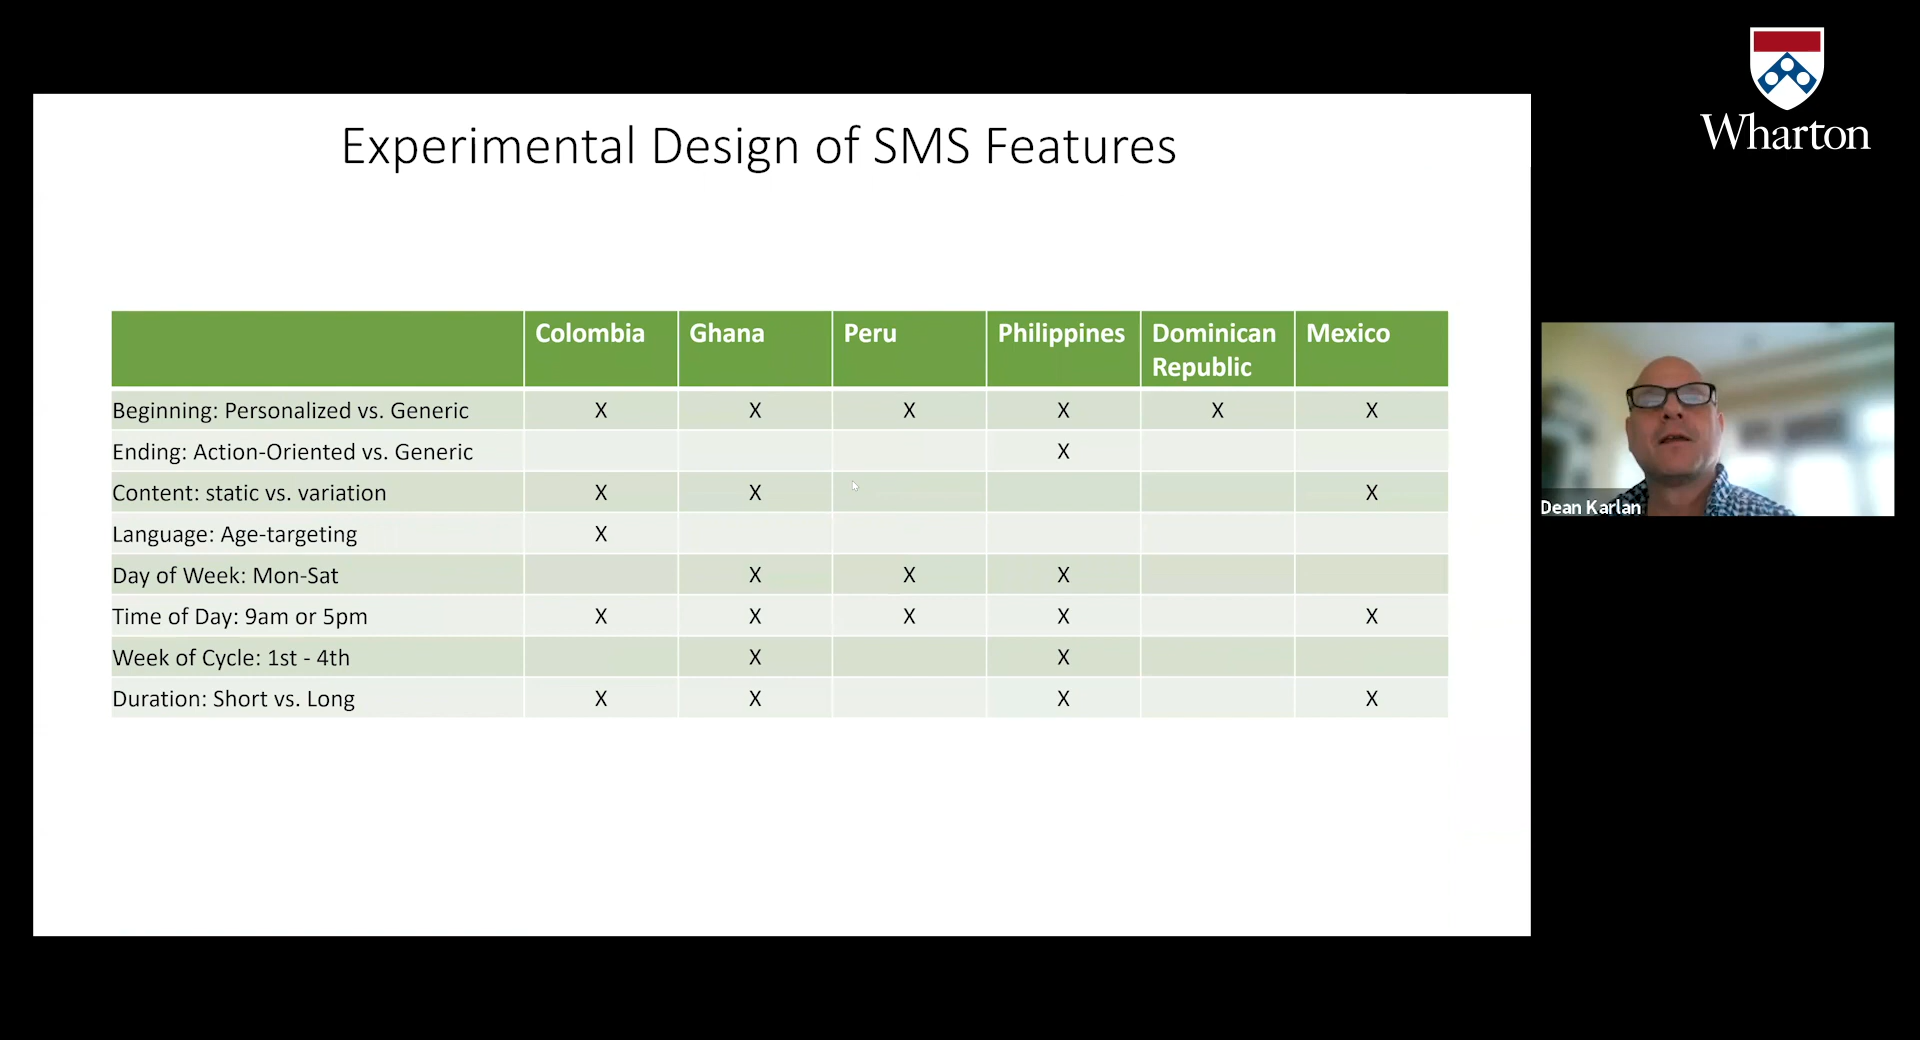 Wharton
Experimental Design of SMS Features
Colombia Ghana Peru Philippines Dominican Republic Mexico
Beginning: Personalized vs. Generic X X X X X X
Ending: Action-Oriented vs. Generic X
Content: static vs. variation X X X
Language: Age-targeting X
Day of Week: Mon-Sat X X X
Time of Day: 9am or 5pm X X X X X
Week of Cycle: 1st - 4th X X
Duration: Short vs. Long X X X X
Dean Karlan